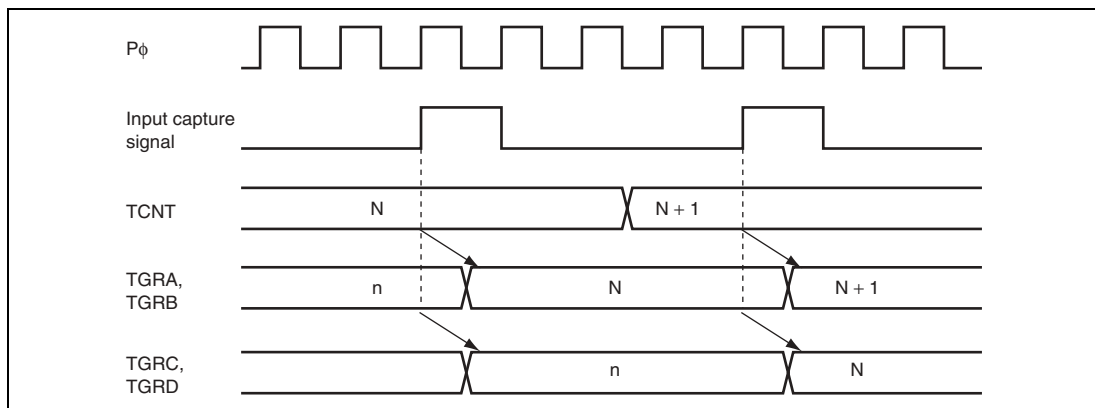 Pϕ
Input capture
signal
TCNT
N
N + 1
TGRA,
TGRB
n
N
N + 1
TGRC,
TGRD
n
N